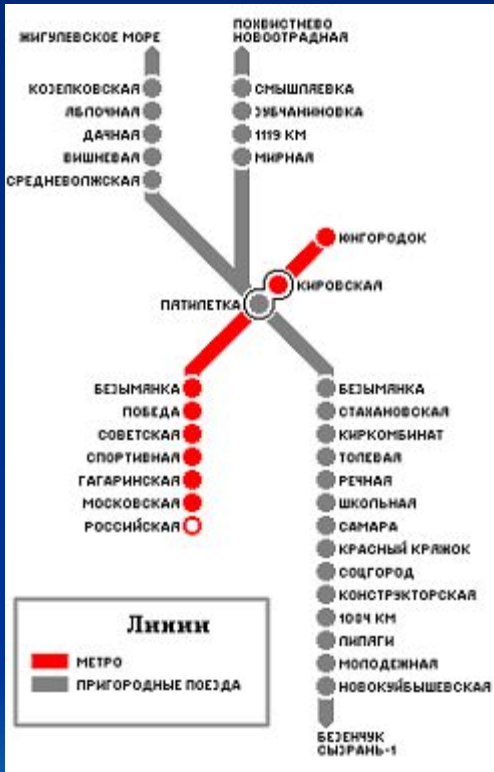 ЖИГУЛЕВСКОЕ МОРЕ
ПОХВИСТНЕВО
НОВООТРАДНАЯ
КОЗЕЛКОВСКАЯ
ЯБЛОЧНАЯ
ДАЧНАЯ
ВИШНЕВАЯ
СРЕДНЕВОЛЖСКАЯ
СМЫШЛЯЕВКА
ЗУБЧАНИНОВКА
1119 КМ
МИРНАЯ
ЮНГОРОДОК
КИРОВСКАЯ
ПЯТИЛЕТКА
БЕЗЫМЯНКА
ПОБЕДА
СОВЕТСКАЯ
СПОРТИВНАЯ
ГАГАРИНСКАЯ
МОСКОВСКАЯ
РОССИЙСКАЯ
БЕЗЫМЯНКА
СТАХАНОВСКАЯ
КИРКОМБИНАТ
ТОЛЕВАЯ
РЕЧНАЯ
ШКОЛЬНАЯ
САМАРА
КРАСНЫЙ КРЯЖОК
СОЦГОРОД
КОНСТРУКТОРСКАЯ
1004 КМ
ЛИПЯГИ
МОЛОДЕЖНАЯ
НОВОКУЙБЫШЕВСКАЯ
БЕЗЕНЧУК
СЫЗРАНЬ-1
Линии
МЕТРО
ПРИГОРОДНЫЕ ПОЕЗДА